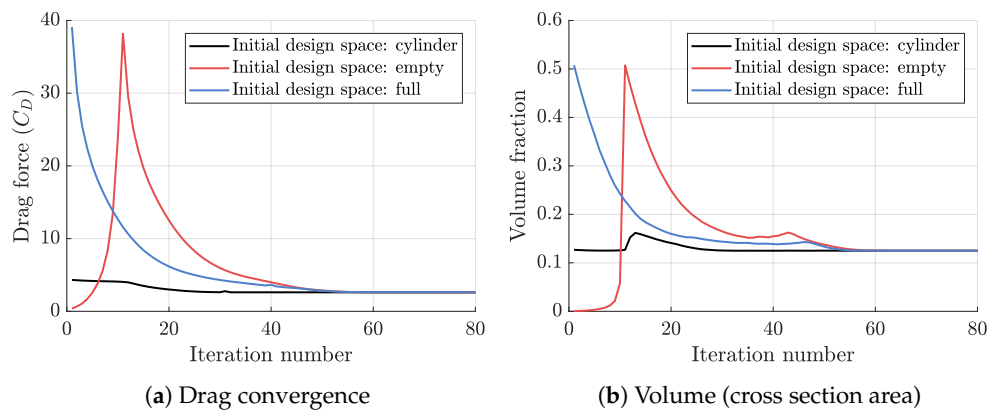 40
30
20
10
0
0
20
40
60
80
Drag force (C_D)
Iteration number
Initial design space: cylinder
Initial design space: empty
Initial design space: full
(a) Drag convergence
0.6
0.5
0.4
0.3
0.2
0.1
0
0
20
40
60
80
Volume fraction
Iteration number
Initial design space: cylinder
Initial design space: empty
Initial design space: full
(b) Volume (cross section area)